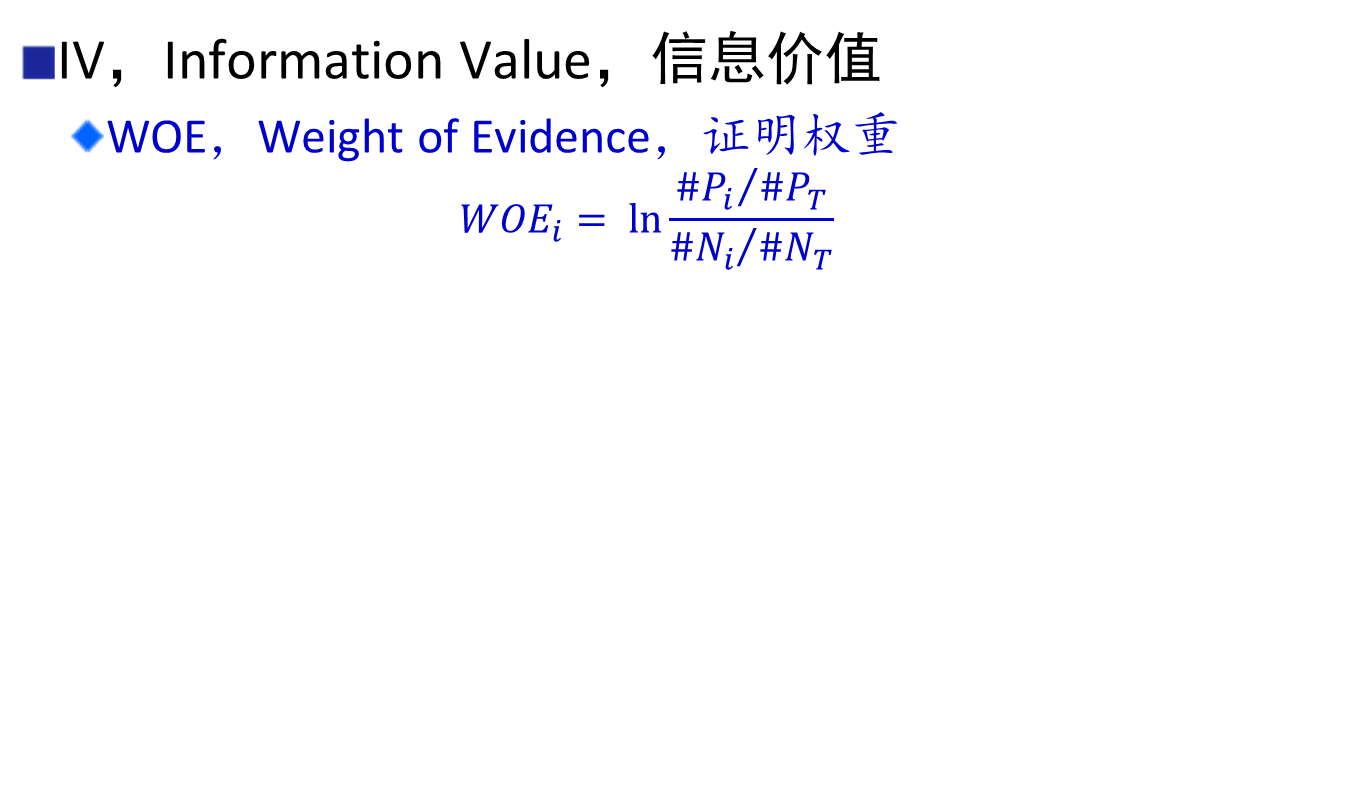 IV，Information Value，信息价值
WOE，Weight of Evidence，证明权重
WOE_i = ln (#P_i/#P_T)/(#N_i/#N_T)